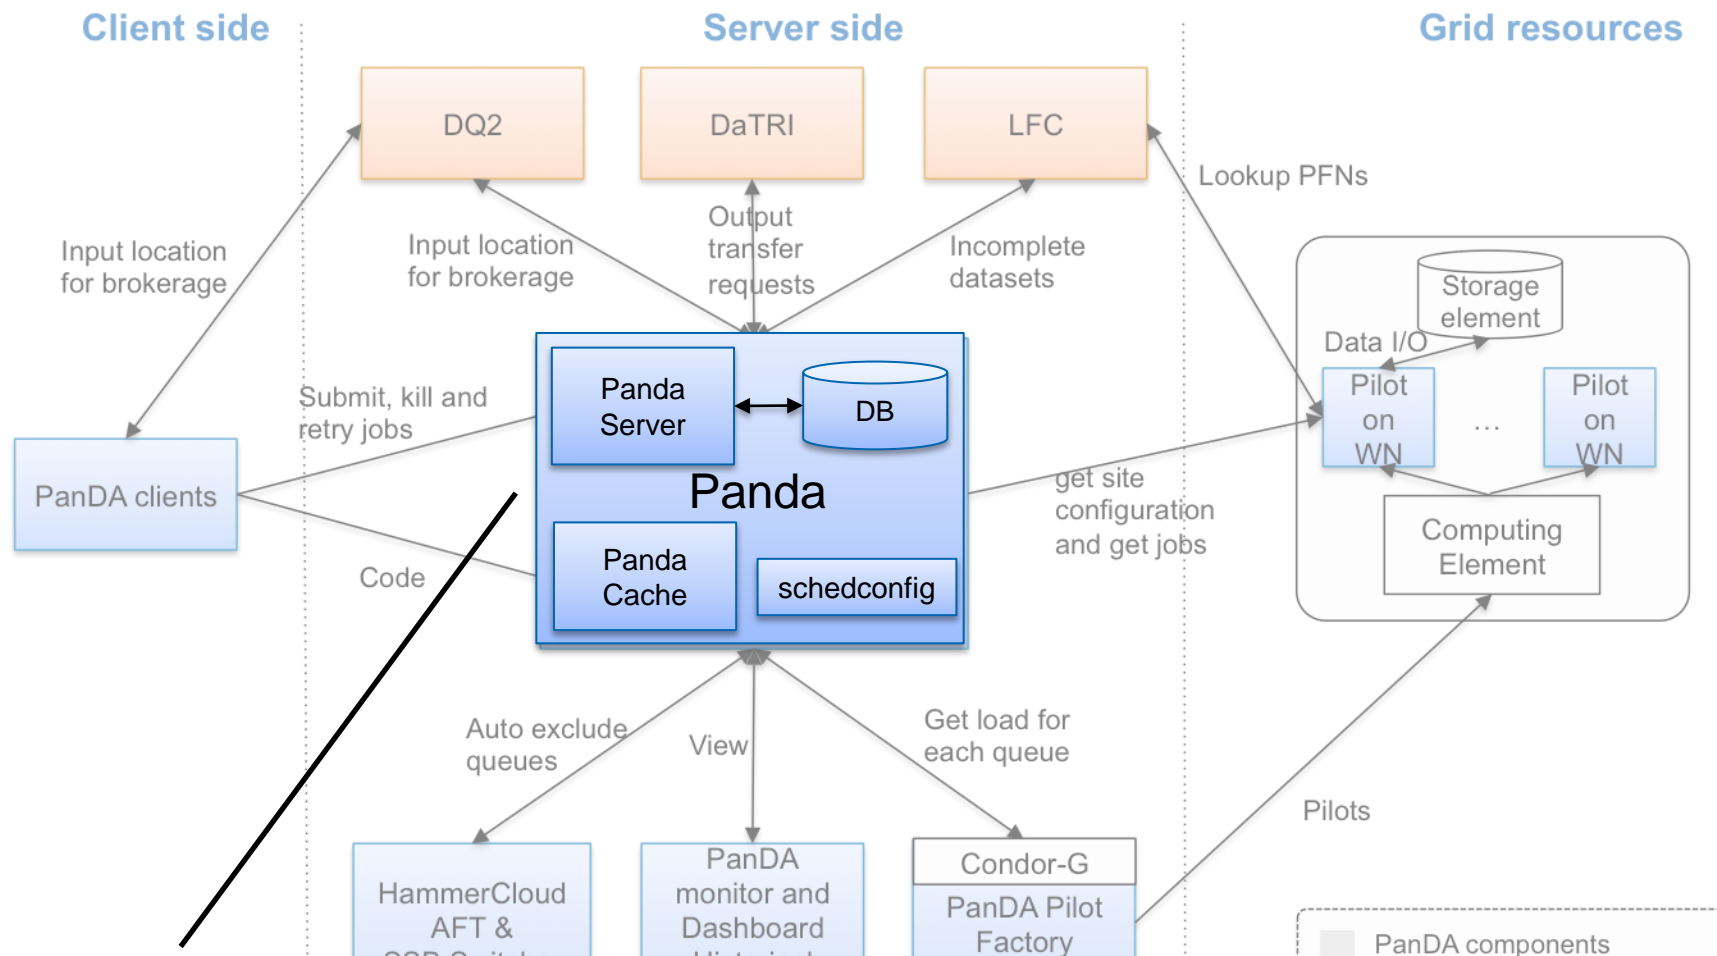 Client side
Server side
Grid resources
DQ2
DaTRI
LFC
Lookup PFNs
Input location
for brokerage
Input location
for brokerage
Output
transfer
requests
Incomplete
datasets
Storage
element
Data I/O
Pilot
on
WN
...
Pilot
on
WN
Submit, kill and
retry jobs
Panda
Server
DB
Panda
PanDA clients
get site
configuration
and get jobs
Computing
Element
Code
Panda
Cache
schedconfig
Auto exclude
queues
View
Get load for
each queue
Pilots
HammerCloud
AFT &
PanDA
monitor and
Dashboard
Condor-G
PanDA Pilot
Factory
PanDA components